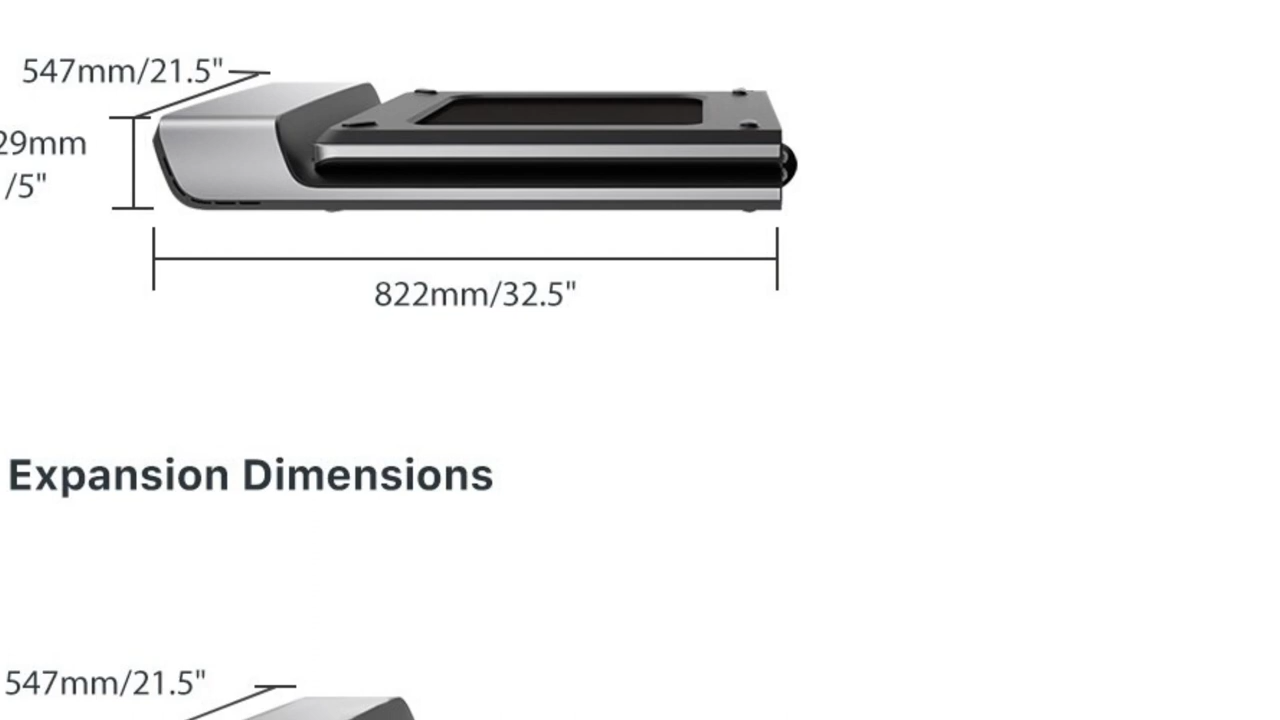 547mm/21.5"
29mm
/5"
822mm/32.5"
Expansion Dimensions
547mm/21.5"